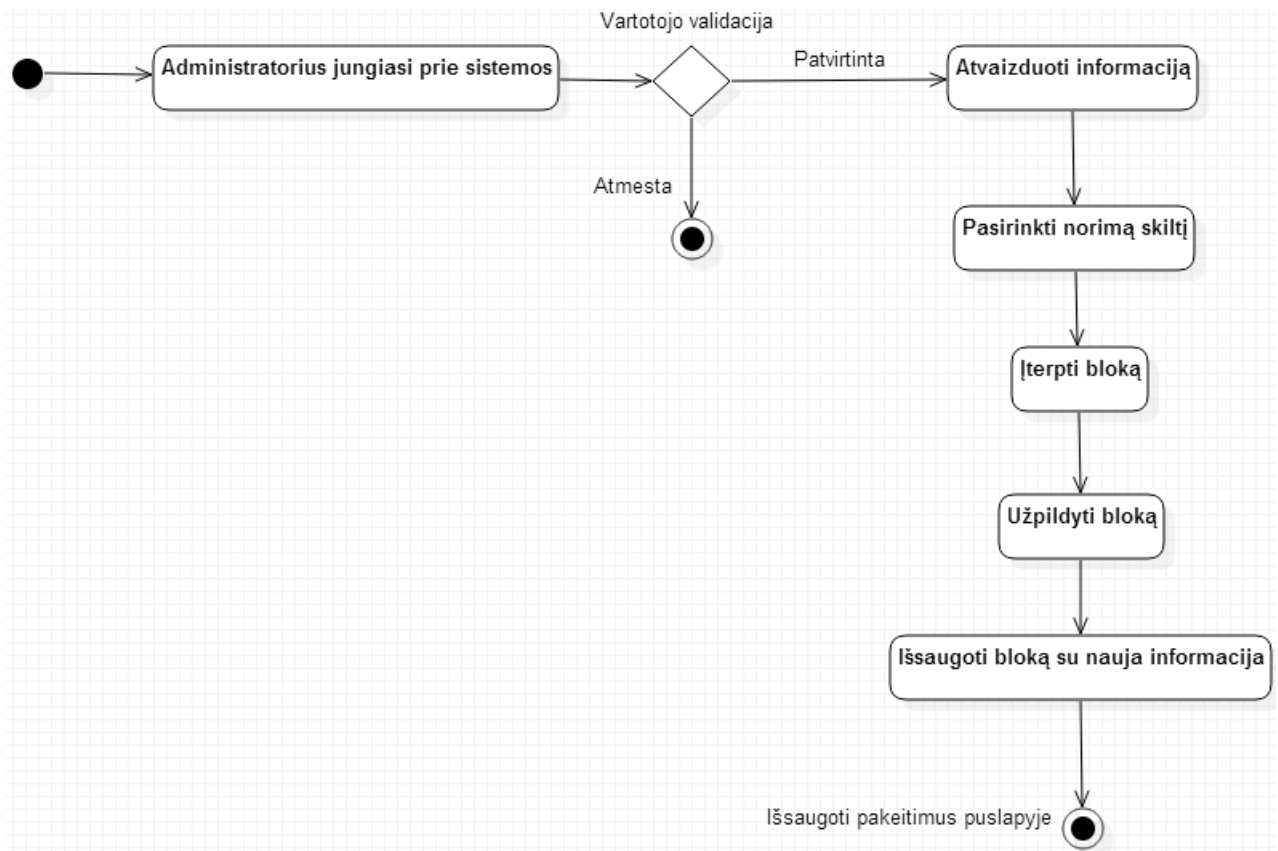 Vartotojo validacija
Administratorius jungiasi prie sistemos
Patvirtinta
Atvaizduoti informaciją
Atmesta
Pasirinkti norimą skiltį
Įterpti bloką
Užpildyti bloką
Išsaugoti bloką su nauja informacija
Išsaugoti pakeitimus puslapyje